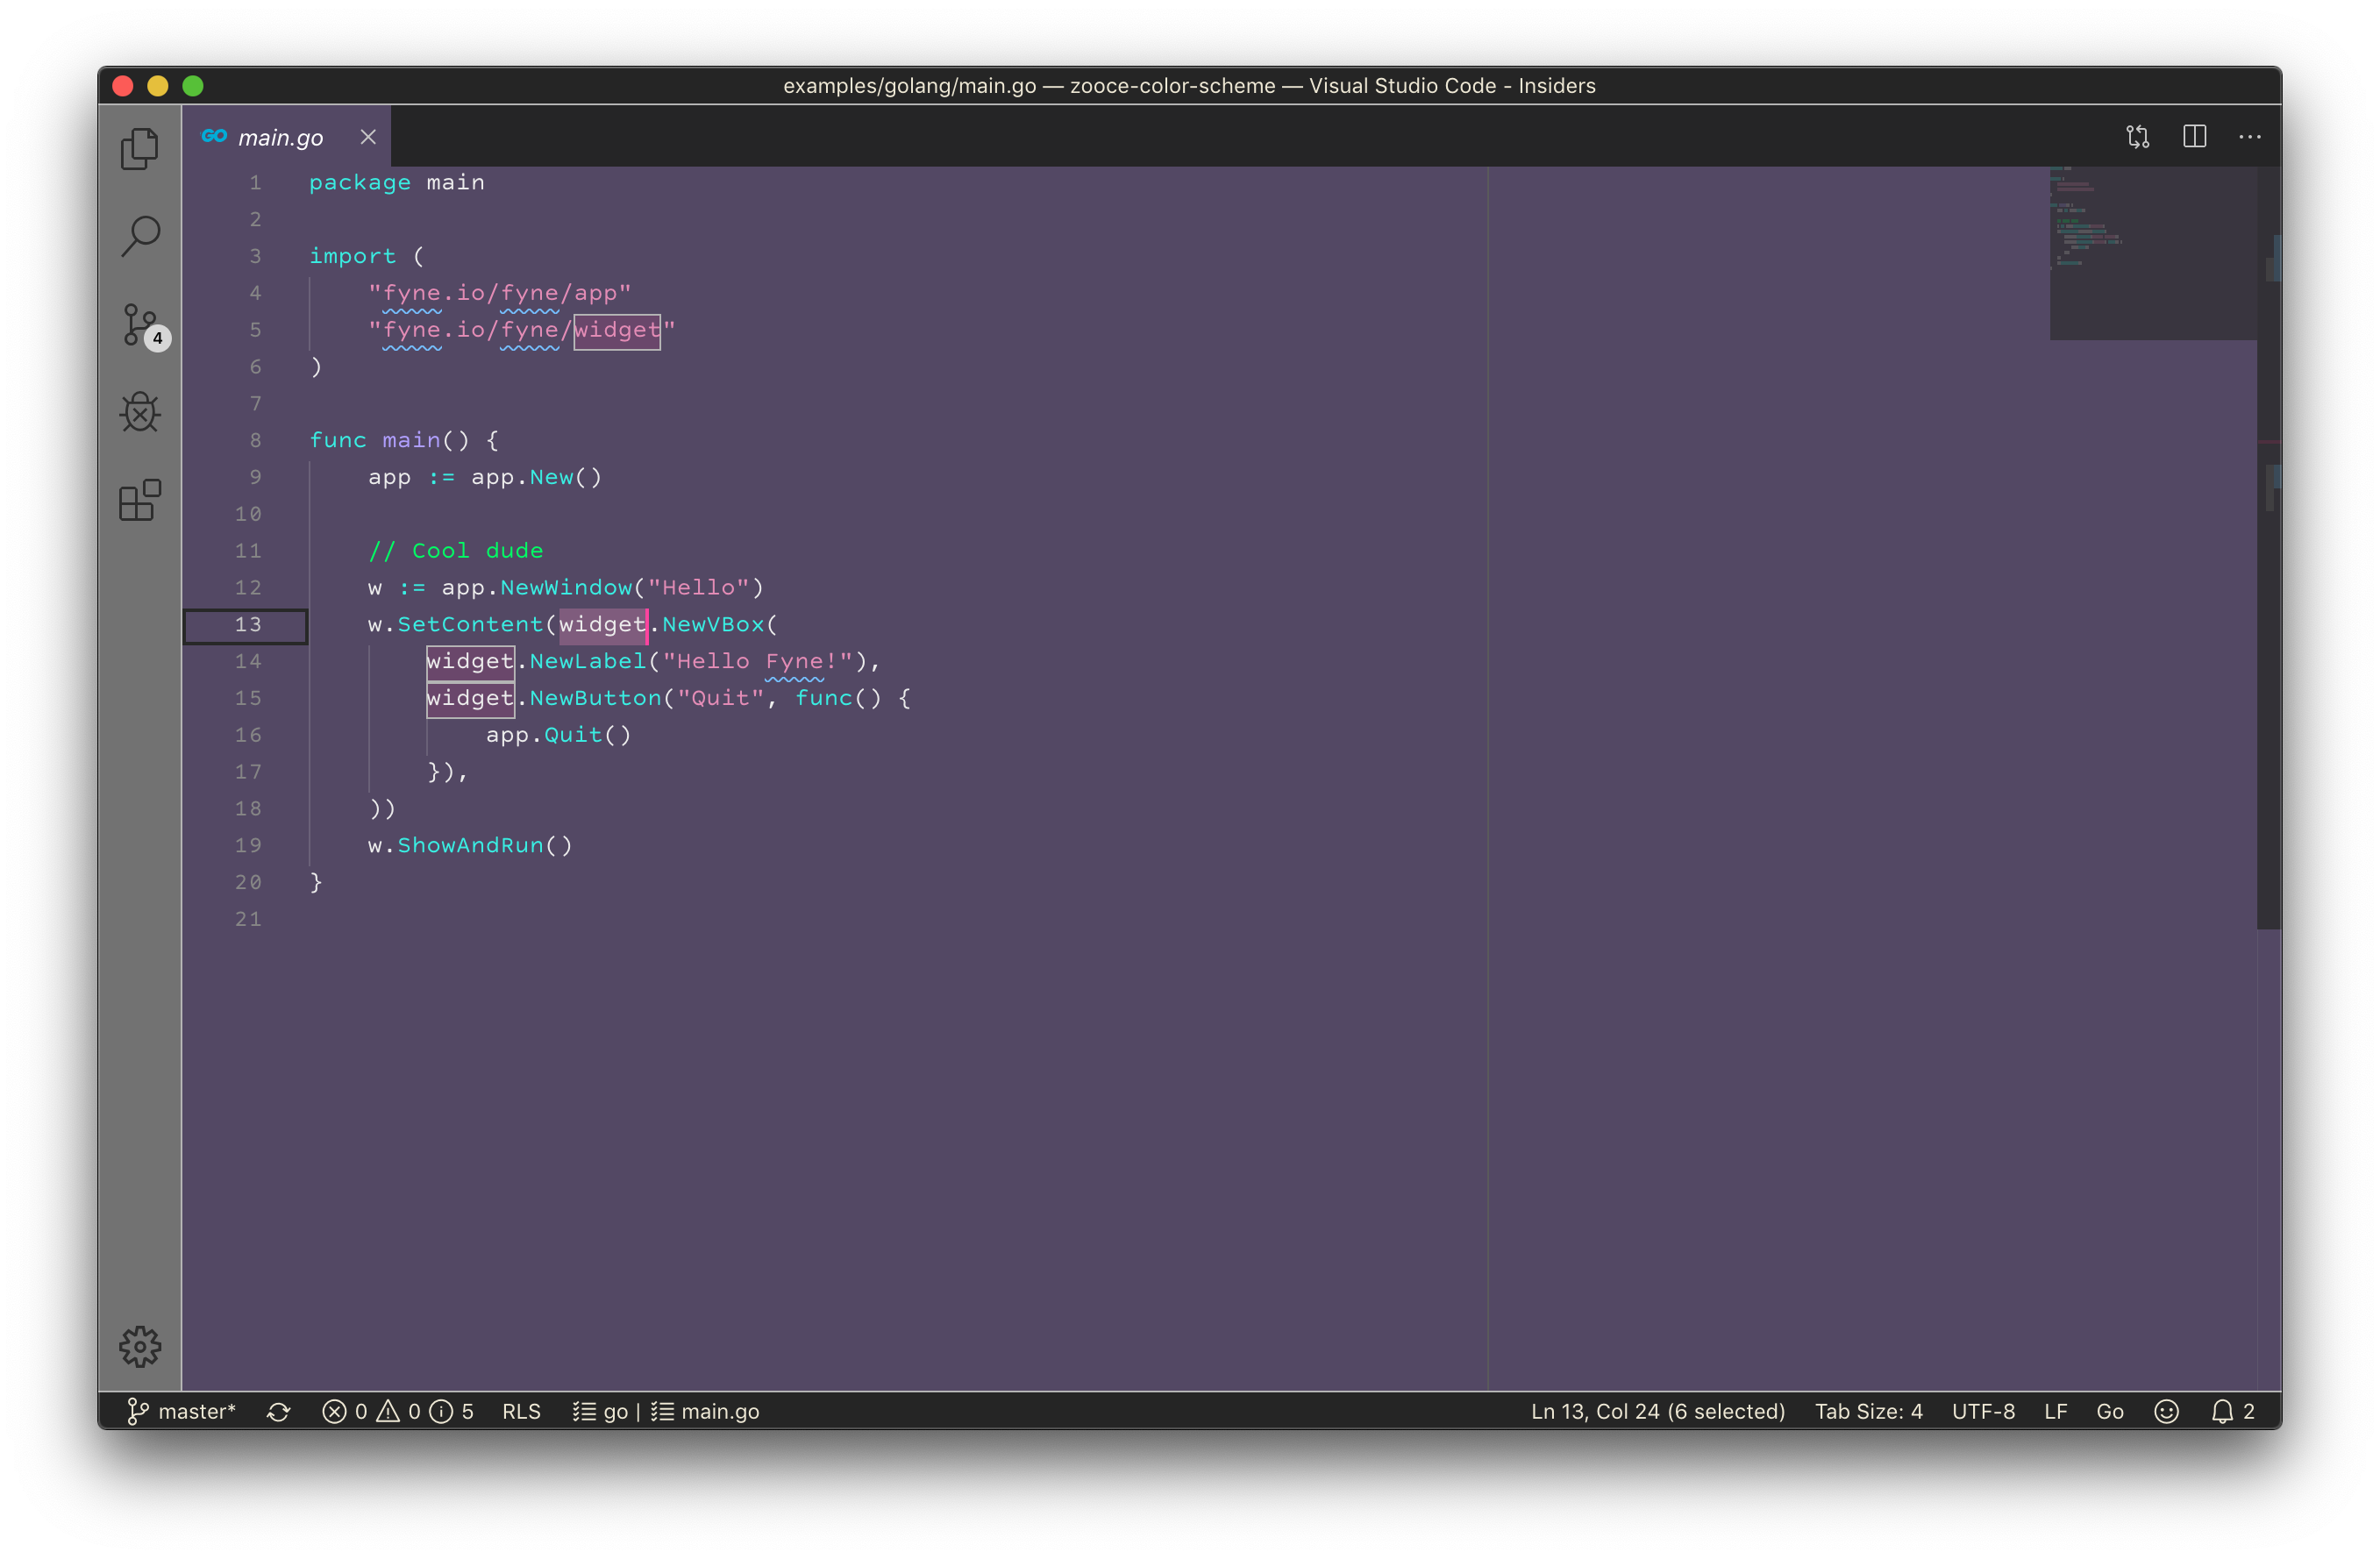 examples/golang/main.go — zooce-color-scheme — Visual Studio Code - Insiders
GO main.go
1 package main
2
3 import (
4 "fyne.io/fyne/app"
5 "fyne.io/fyne/widget"
6 )
7
8 func main() {
9 app := app.New()
10
11 // Cool dude
12 w := app.NewWindow("Hello")
13 w.SetContent(widget.NewVBox(
14 widget.NewLabel("Hello Fyne!"),
15 widget.NewButton("Quit", func() {
16 app.Quit()
17 }),
18 ))
19 w.ShowAndRun()
20 }
21
4
master* 0 0 5 RLS go | main.go Ln 13, Col 24 (6 selected) Tab Size: 4 UTF-8 LF Go 2